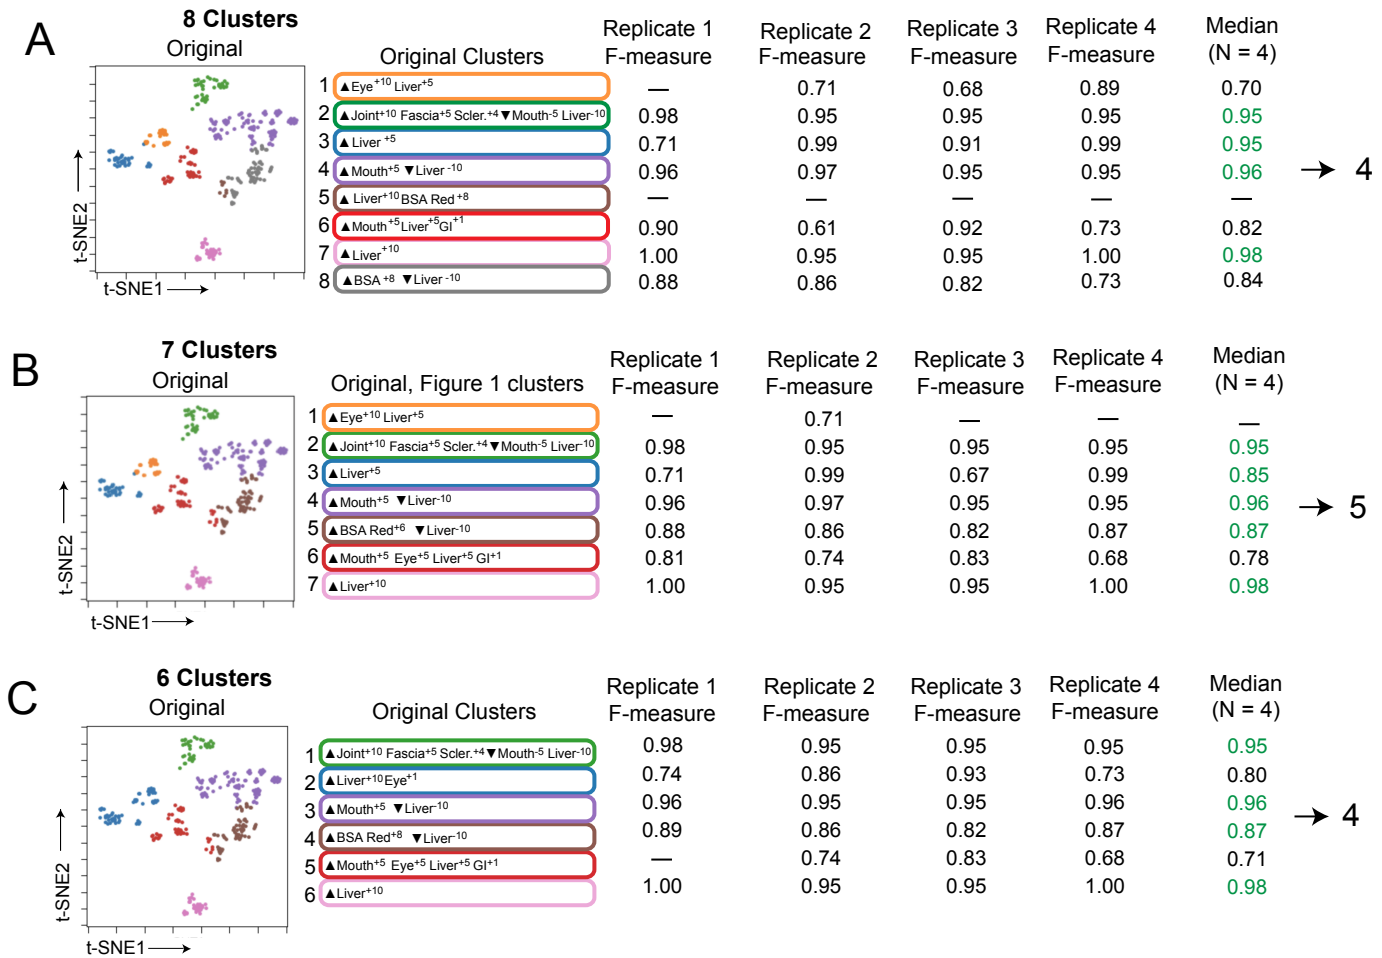 A
8 Clusters
Original
Original Clusters
Replicate 1 F-measure
Replicate 2 F-measure
Replicate 3 F-measure
Replicate 4 F-measure
Median (N = 4)
1 ▲Eye+10 Liver+5 — 0.71 0.68 0.89 0.70
2 ▲Joint+10 Fascia+5 Scler.+4 ▼Mouth-5 Liver-10 0.98 0.95 0.95 0.95 0.95
3 ▲Liver+5 0.71 0.99 0.91 0.99 0.95
4 ▲Mouth+5 ▼Liver-10 0.96 0.97 0.95 0.95 0.96 → 4
5 ▲Liver+10 BSA Red+8 — — — — —
6 ▲Mouth+5 Liver+5 GI+1 0.90 0.61 0.92 0.73 0.82
7 ▲Liver+10 1.00 0.95 0.95 1.00 0.98
8 ▲BSA+8 ▼Liver-10 0.88 0.86 0.82 0.73 0.84
t-SNE2
t-SNE1
B
7 Clusters
Original
Original, Figure 1 clusters
Replicate 1 F-measure
Replicate 2 F-measure
Replicate 3 F-measure
Replicate 4 F-measure
Median (N = 4)
1 ▲Eye+10 Liver+5 — 0.71 — — —
2 ▲Joint+10 Fascia+5 Scler.+4 ▼Mouth-5 Liver-10 0.98 0.95 0.95 0.95 0.95
3 ▲Liver+5 0.71 0.99 0.67 0.99 0.85
4 ▲Mouth+5 ▼Liver-10 0.96 0.97 0.95 0.95 0.96 → 5
5 ▲BSA Red+6 ▼Liver-10 0.88 0.86 0.82 0.87 0.87
6 ▲Mouth+5 Eye+5 Liver+5 GI+1 0.81 0.74 0.83 0.68 0.78
7 ▲Liver+10 1.00 0.95 0.95 1.00 0.98
t-SNE2
t-SNE1
C
6 Clusters
Original
Original Clusters
Replicate 1 F-measure
Replicate 2 F-measure
Replicate 3 F-measure
Replicate 4 F-measure
Median (N = 4)
1 ▲Joint+10 Fascia+5 Scler.+4 ▼Mouth-5 Liver-10 0.98 0.95 0.95 0.95 0.95
2 ▲Liver+10 Eye+1 0.74 0.86 0.93 0.73 0.80
3 ▲Mouth+5 ▼Liver-10 0.96 0.95 0.95 0.96 0.96
4 ▲BSA Red+8 ▼Liver-10 0.89 0.86 0.82 0.87 0.87 → 4
5 ▲Mouth+5 Eye+5 Liver+5 GI+1 — 0.74 0.83 0.68 0.71
6 ▲Liver+10 1.00 0.95 0.95 1.00 0.98
t-SNE2
t-SNE1